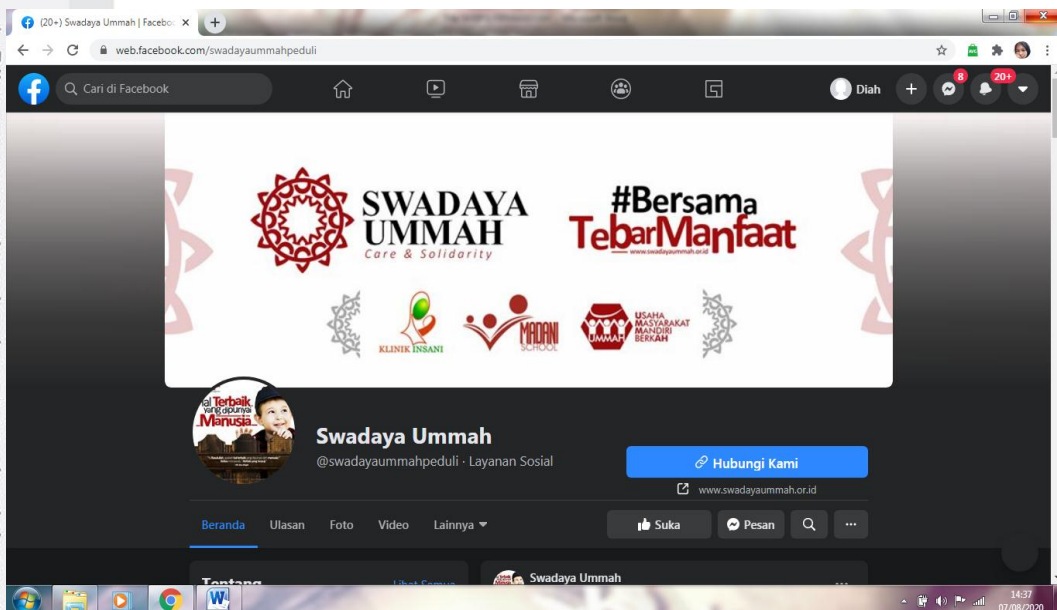 (20+) Swadaya Ummah | Facebo
web.facebook.com/swadayaummahpeduli
Cari di Facebook
Diah
8
20+
SWADAYA
UMMAH
Care & Solidarity
#Bersama
TebarManfaat
www.swadayaummah.or.id
KLINIK INSANI
MADANI
SCHOOL
UMMAH
USAHA
MASYARAKAT
MANDIRI
BERKAH
al Terbaik
yang dipunyai
Manusia
Swadaya Ummah
@swadayaummahpeduli · Layanan Sosial
Hubungi Kami
www.swadayaummah.or.id
Beranda Ulasan Foto Video Lainnya
Suka Pesan
Tentang
Lihat Semua
Swadaya Ummah
14:37
07/08/2020